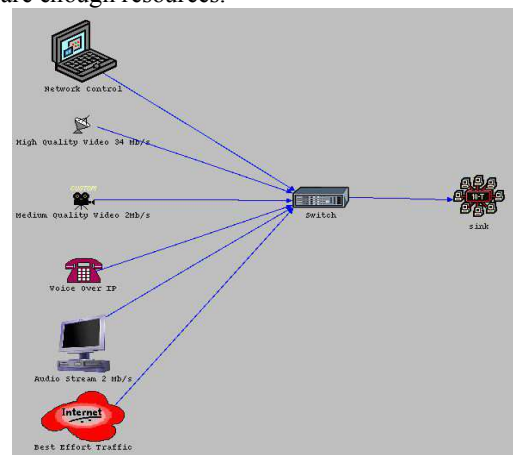 are enough resources.
Network Control
High Quality Video 34 Mb/s
CUSTOM
Medium Quality Video 2Mb/s
Switch
sink
Voice Over IP
Audio Stream 2 Mb/s
Internet
Best Effort Traffic